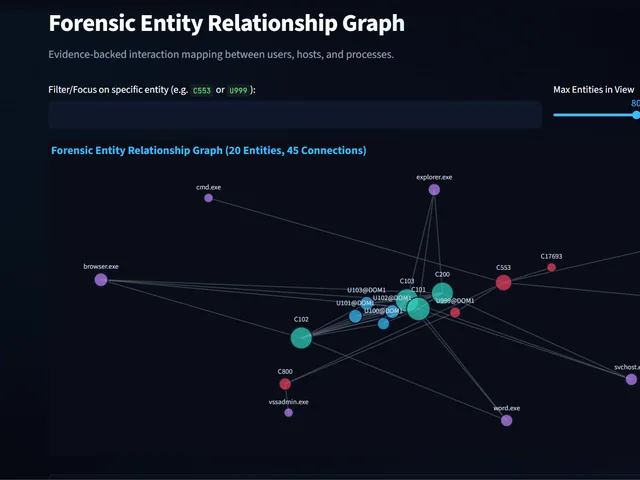 Forensic Entity Relationship Graph
Evidence-backed interaction mapping between users, hosts, and processes.
Filter/Focus on specific entity (e.g. C553 or U999 ):
Max Entities in View
80
Forensic Entity Relationship Graph (20 Entities, 45 Connections)
explorer.exe
cmd.exe
C17693
browser.exe
C553
C200
C103
C101
U103@DOM1
U102@DOM1
U999@DOM1
U101@DOM1
U100@DOM1
C102
svchost.e
C800
vssadmin.exe
word.exe